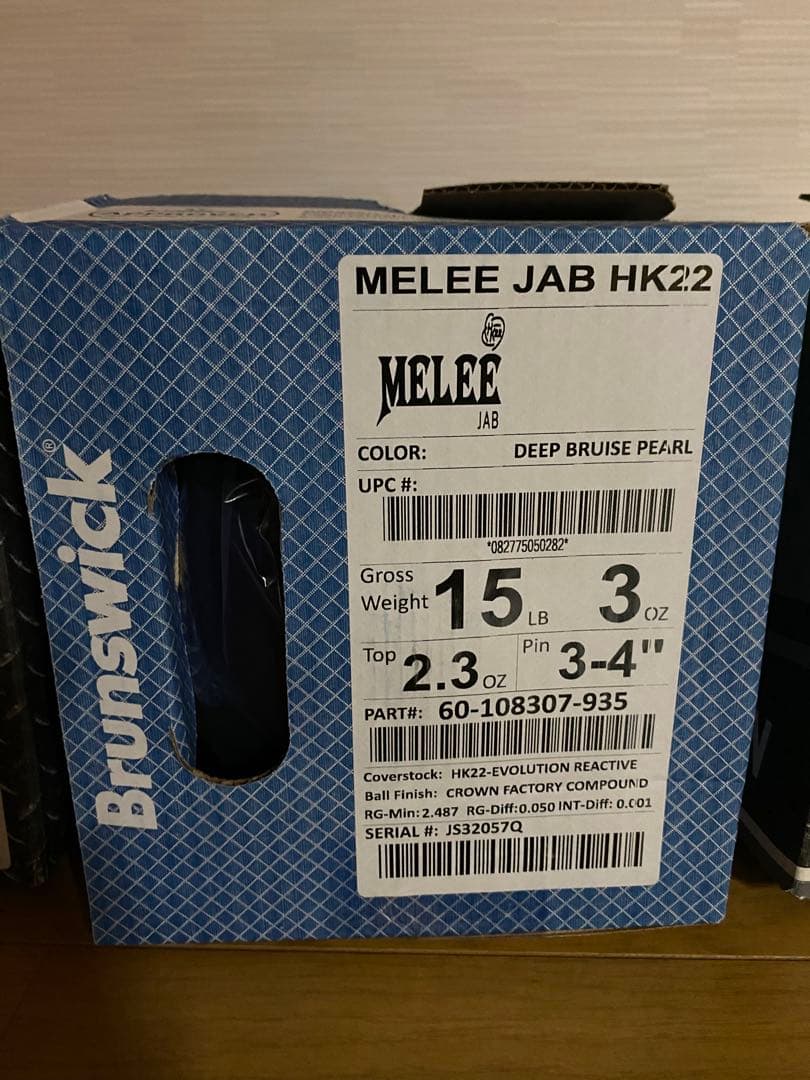 APPROVED
MELEE JAB HK22
MELEE
JAB
COLOR: DEEP BRUISE PEARL
UPC #:
*082775050282*
Gross Weight 15 LB 3 OZ
Top 2.3 OZ Pin 3-4"
PART#: 60-108307-935
Coverstock: HK22-EVOLUTION REACTIVE
Ball Finish: CROWN FACTORY COMPOUND
RG-Min: 2.487 RG-Diff: 0.050 INT-Diff: 0.001
SERIAL #: JS32057Q
Brunswick®